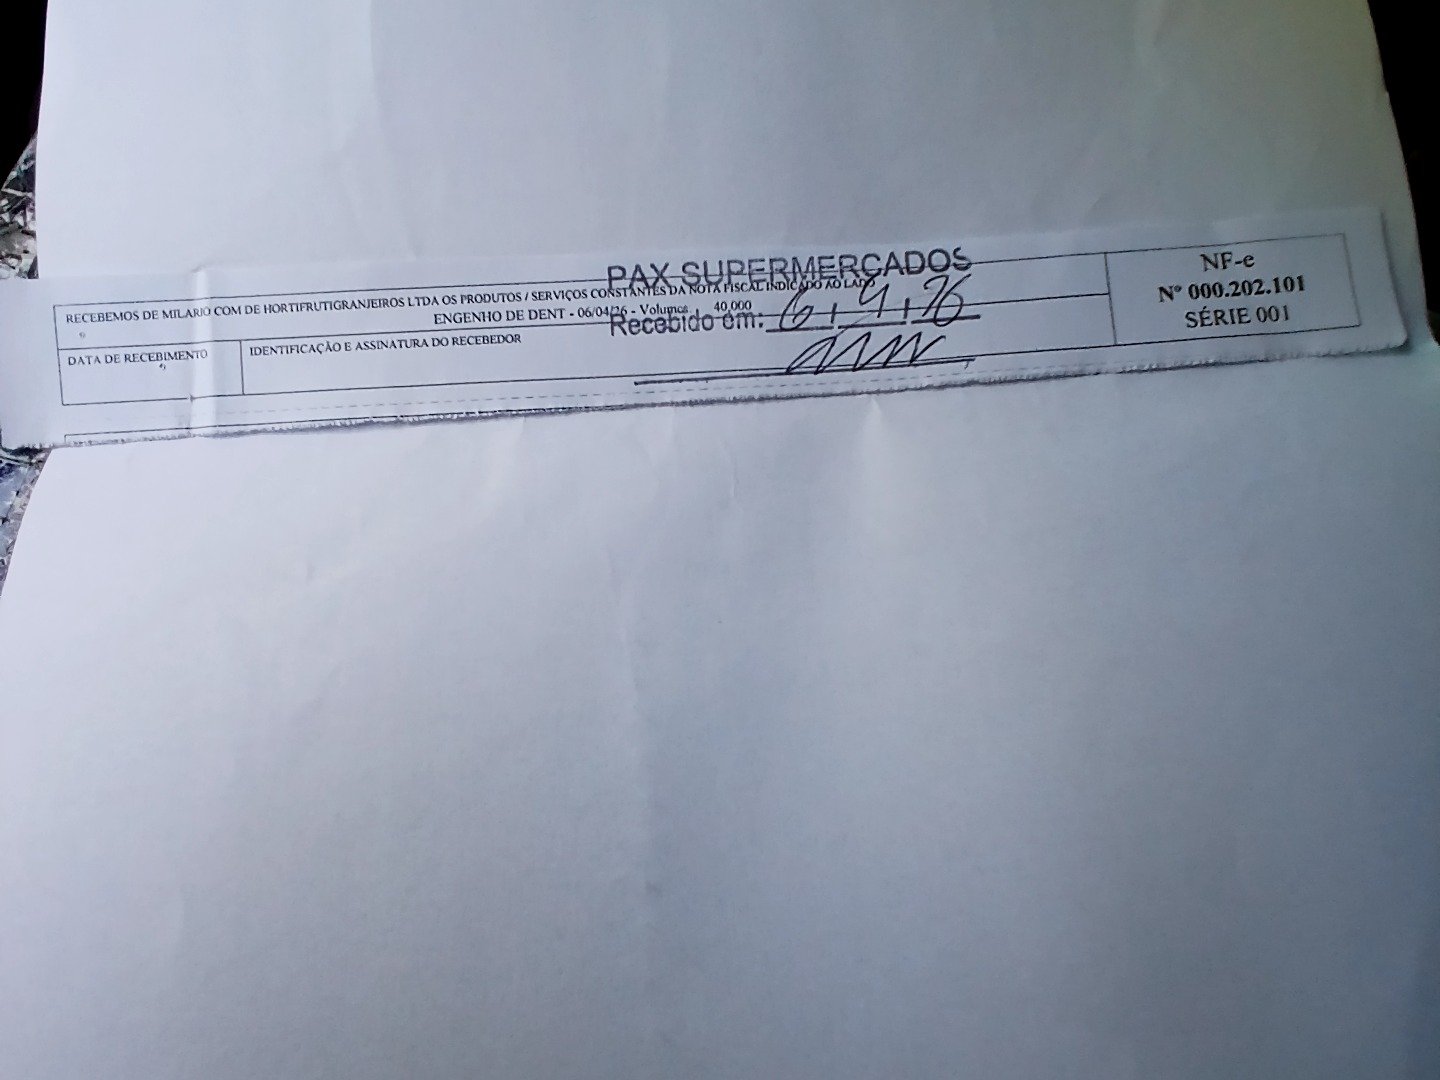 PAX SUPERMERCADOS
RECEBEMOS DE MILARIO COM DE HORTIFRUTIGRANJEIROS LTDA OS PRODUTOS / SERVIÇOS CONSTANTES DA NOTA FISCAL INDICADO AO LADO
ENGENHO DE DENT - 06/04/26 - Volumes 40,000
Recebido em: 6, 4, 26
DATA DE RECEBIMENTO
IDENTIFICAÇÃO E ASSINATURA DO RECEBEDOR
NF-e
Nº 000.202.101
SÉRIE 001